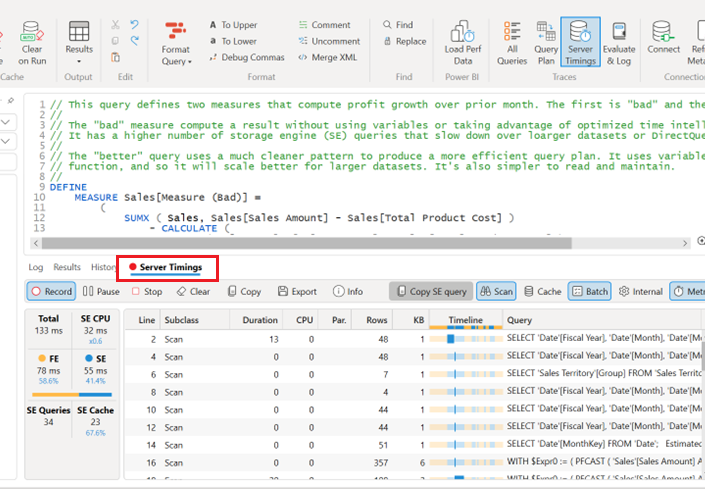 Clear on Run
Cache
Results
Output
Edit
Format Query
A To Upper
a To Lower
Debug Commas
Comment
Uncomment
Merge XML
Format
Find
Replace
Find
Load Perf Data
Power BI
All Queries
Query Plan
Server Timings
Evaluate & Log
Traces
Connect
Refr
Meta
Connection
1 // This query defines two measures that compute profit growth over prior month. The first is "bad" and the
2 //
3 // The "bad" measure compute a result without using variables or taking advantage of optimized time intell
4 // It has a higher number of storage engine (SE) queries that slow down over loarger datasets or DirectQue
5 //
6 // The "better" query uses a much cleaner pattern to produce a more efficient query plan. It uses variable
7 // function, and so it will scale better for larger datasets. It's also simpler to read and maintain.
8 //
9 DEFINE
10 MEASURE Sales[Measure (Bad)] =
11 (
12 SUMX ( Sales, Sales[Sales Amount] - Sales[Total Product Cost] )
13 - CALCULATE (
Log Results History Server Timings
Record Pause Stop Clear Copy Export Info Copy SE query Scan Cache Batch Internal Metr
Total SE CPU
133 ms 32 ms
x0.6
FE SE
78 ms 55 ms
58.6% 41.4%
SE Queries SE Cache
34 23
67.6%
Line Subclass Duration CPU Par. Rows KB Timeline Query
2 Scan 13 0 48 1 SELECT 'Date'[Fiscal Year], 'Date'[Month], 'Date'[Mo
4 Scan 0 0 48 1 SELECT 'Date'[Fiscal Year], 'Date'[Month], 'Date'[Mo
6 Scan 0 0 7 1 SELECT 'Sales Territory'[Group] FROM 'Sales Territo
8 Scan 0 0 4 1 SELECT 'Date'[Fiscal Year], 'Date'[Month], 'Date'[Mo
10 Scan 0 0 44 1 SELECT 'Date'[Fiscal Year], 'Date'[Month], 'Date'[Mo
12 Scan 0 0 44 1 SELECT 'Date'[Fiscal Year], 'Date'[Month], 'Date'[Mo
14 Scan 0 0 51 1 SELECT 'Date'[MonthKey] FROM 'Date'; Estimated
16 Scan 0 0 357 6 WITH $Expr0 := ( PFCAST ( 'Sales'[Sales Amount] A